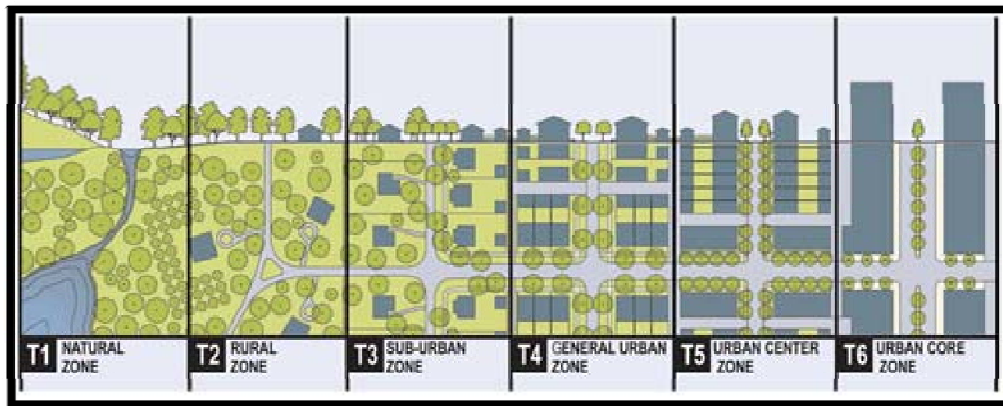 T1 NATURAL
ZONE
T2 RURAL
ZONE
T3 SUB-URBAN
ZONE
T4 GENERAL URBAN
ZONE
T5 URBAN CENTER
ZONE
T6 URBAN CORE
ZONE